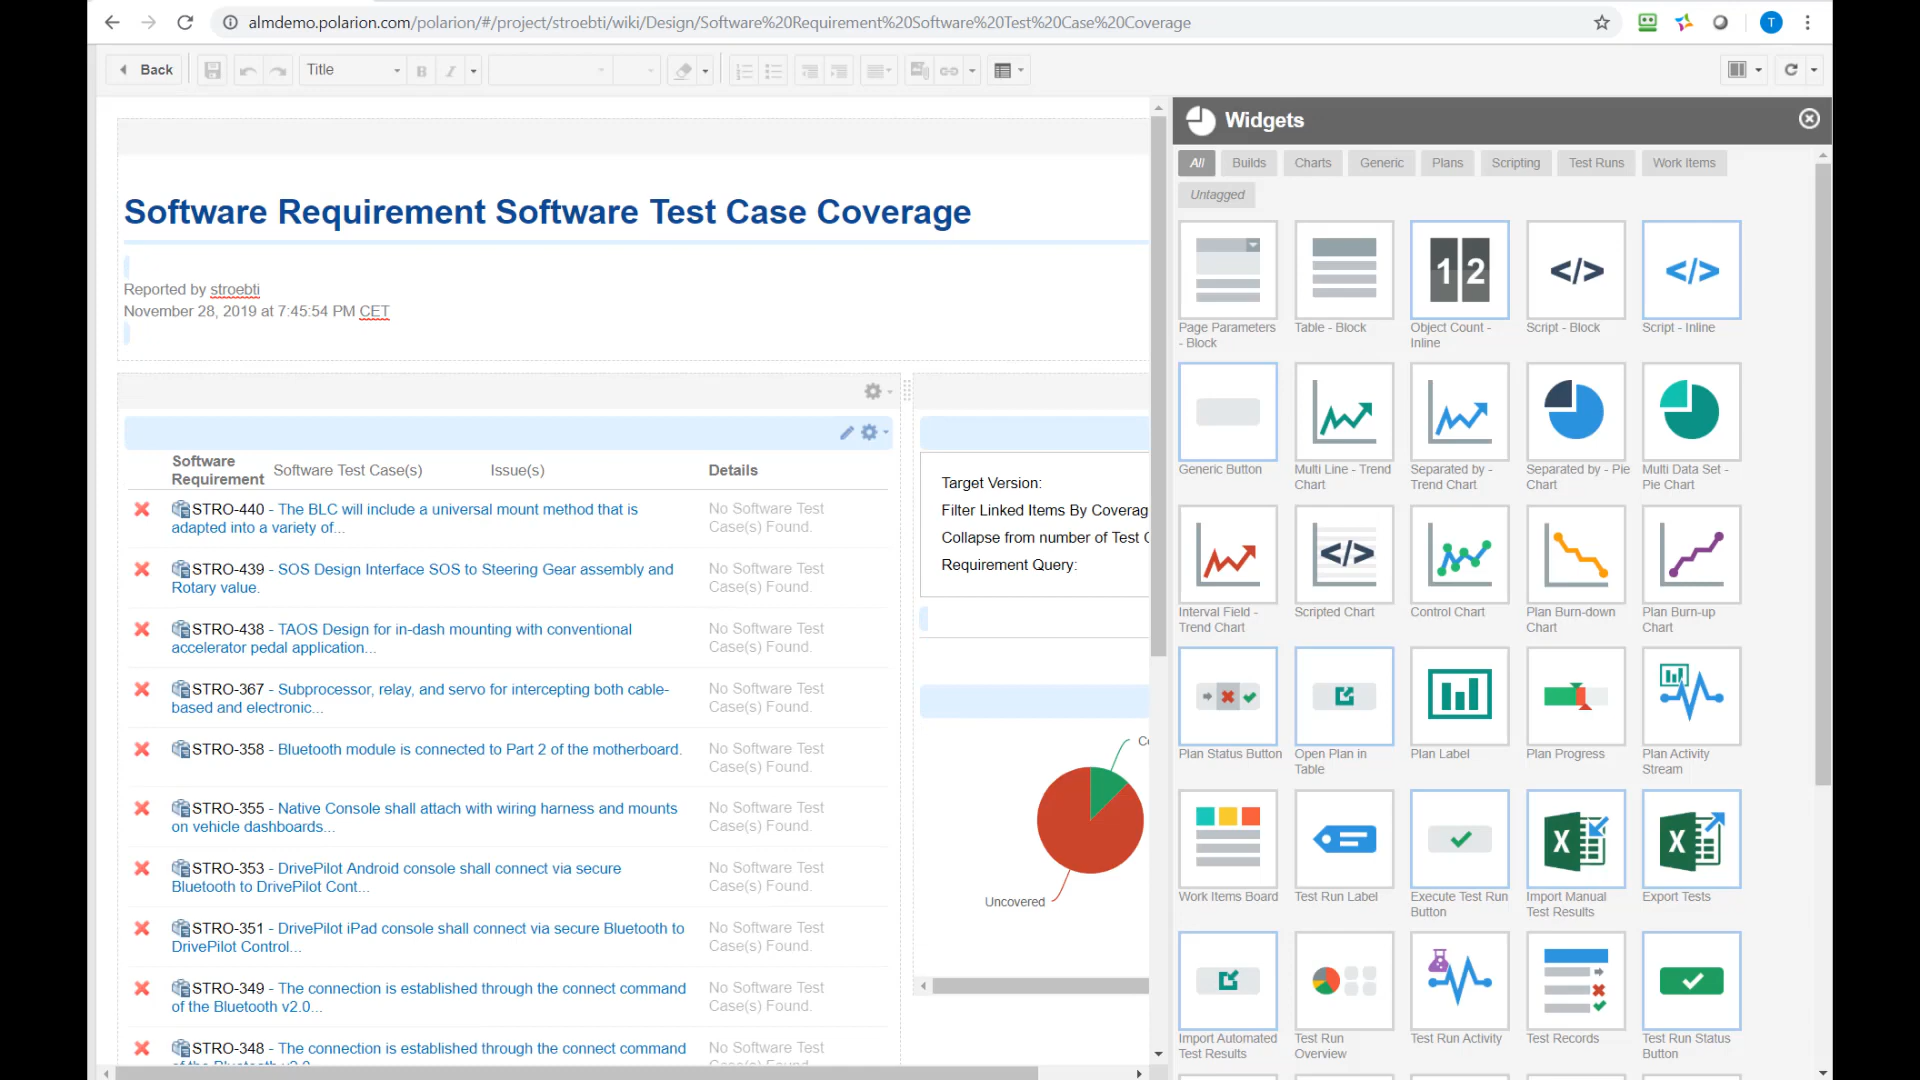 almdemo.polarion.com/polarion/#/project/stroebti/wiki/Design/Software%20Requirement%20Software%20Test%20Case%20Coverage
T
Back
Title
B
I
Software Requirement Software Test Case Coverage
Reported by stroebti
November 28, 2019 at 7:45:54 PM CET
Software Requirement
Software Test Case(s)
Issue(s)
Details
STRO-440 - The BLC will include a universal mount method that is
adapted into a variety of...
No Software Test
Case(s) Found.
STRO-439 - SOS Design Interface SOS to Steering Gear assembly and
Rotary value.
No Software Test
Case(s) Found.
STRO-438 - TAOS Design for in-dash mounting with conventional
accelerator pedal application...
No Software Test
Case(s) Found.
STRO-367 - Subprocessor, relay, and servo for intercepting both cable-
based and electronic...
No Software Test
Case(s) Found.
STRO-358 - Bluetooth module is connected to Part 2 of the motherboard.
No Software Test
Case(s) Found.
STRO-355 - Native Console shall attach with wiring harness and mounts
on vehicle dashboards...
No Software Test
Case(s) Found.
STRO-353 - DrivePilot Android console shall connect via secure
Bluetooth to DrivePilot Cont...
No Software Test
Case(s) Found.
STRO-351 - DrivePilot iPad console shall connect via secure Bluetooth to
DrivePilot Control...
No Software Test
Case(s) Found.
STRO-349 - The connection is established through the connect command
of the Bluetooth v2.0...
No Software Test
Case(s) Found.
STRO-348 - The connection is established through the connect command
No Software Test
Target Version:
Filter Linked Items By Coverag
Collapse from number of Test C
Requirement Query:
Uncovered
Widgets
All
Builds
Charts
Generic
Plans
Scripting
Test Runs
Work Items
Untagged
1 2
</>
</>
Page Parameters
- Block
Table - Block
Object Count -
Inline
Script - Block
Script - Inline
Generic Button
Multi Line - Trend
Chart
Separated by -
Trend Chart
Separated by - Pie
Chart
Multi Data Set -
Pie Chart
</>
Interval Field -
Trend Chart
Scripted Chart
Control Chart
Plan Burn-down
Chart
Plan Burn-up
Chart
Plan Status Button
Open Plan in
Table
Plan Label
Plan Progress
Plan Activity
Stream
X
X
Work Items Board
Test Run Label
Execute Test Run
Button
Import Manual
Test Results
Export Tests
Import Automated
Test Results
Test Run
Overview
Test Run Activity
Test Records
Test Run Status
Button